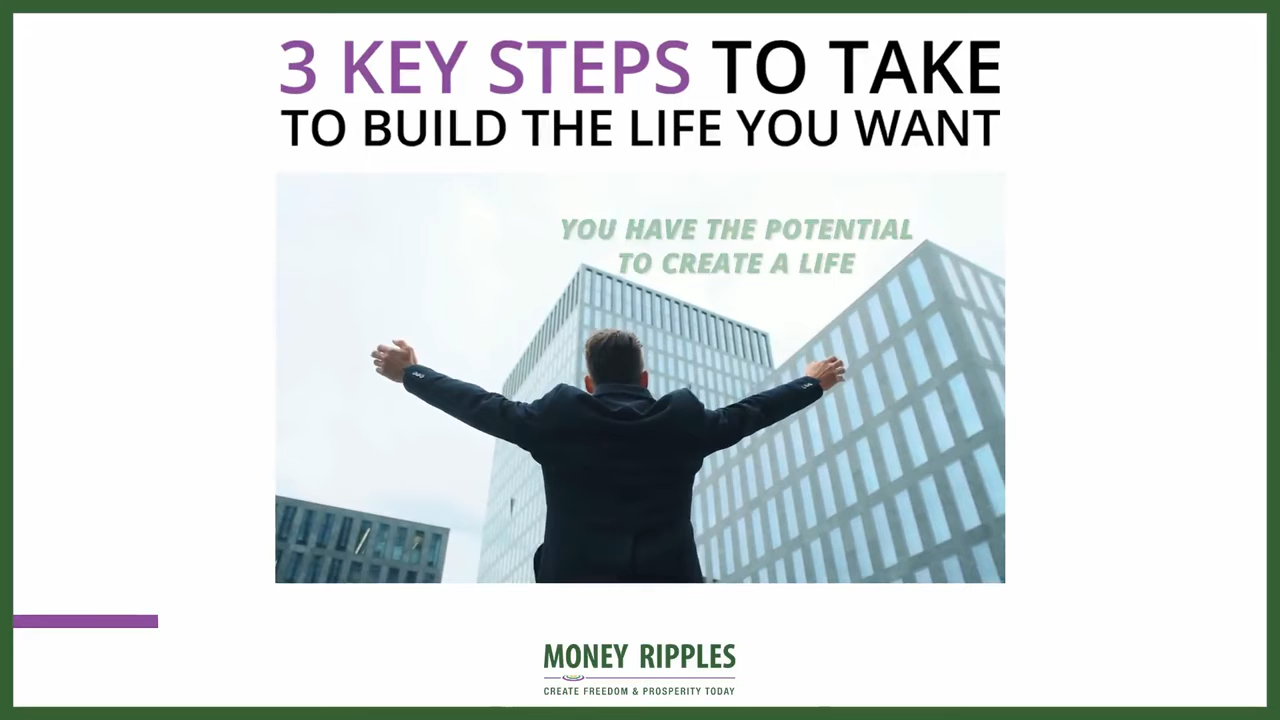 3 KEY STEPS TO TAKE
TO BUILD THE LIFE YOU WANT
YOU HAVE THE POTENTIAL
TO CREATE A LIFE
MONEY RIPPLES
CREATE FREEDOM & PROSPERITY TODAY